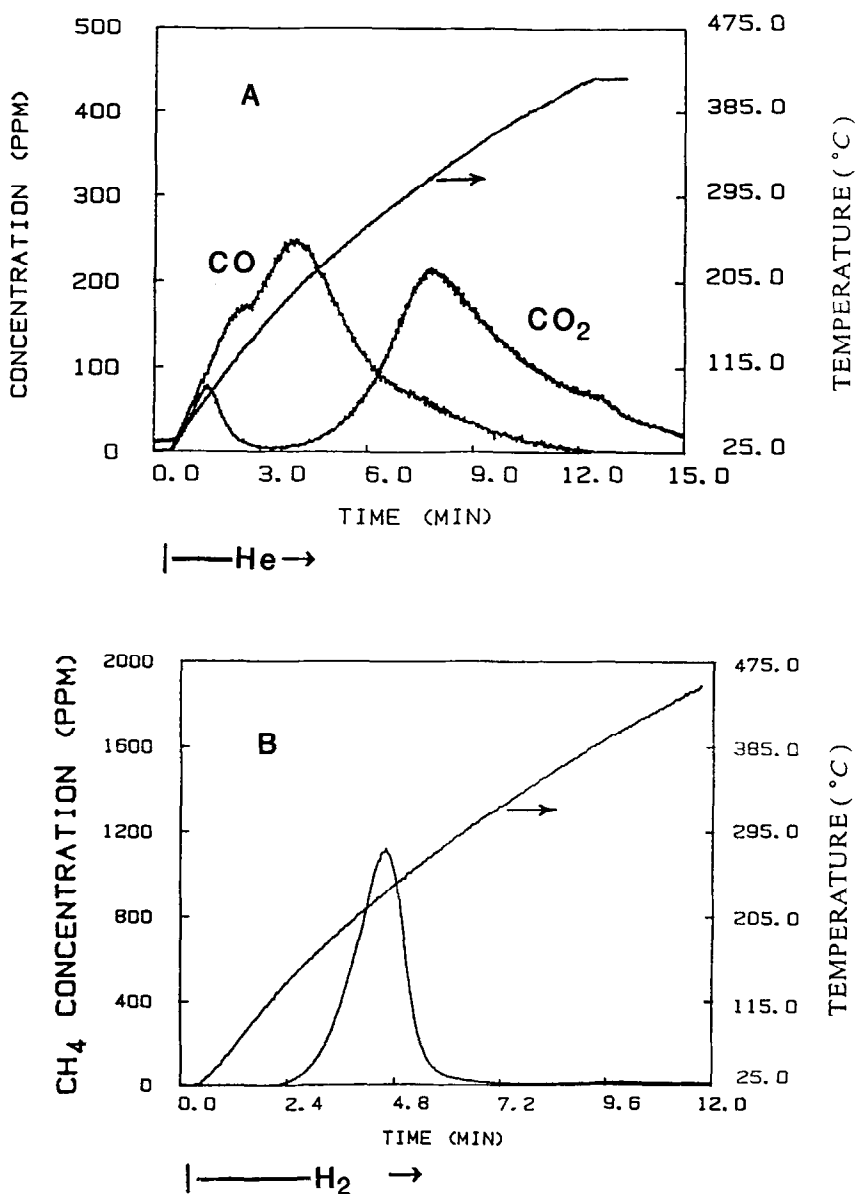 500
400
300
200
100
0
CONCENTRATION (PPM)
A
CO
CO2
475.0
385.0
295.0
205.0
115.0
25.0
TEMPERATURE (°C)
0.0 3.0 6.0 9.0 12.0 15.0
TIME (MIN)
He
2000
1600
1200
800
400
0
CH4 CONCENTRATION (PPM)
B
475.0
385.0
295.0
205.0
115.0
25.0
TEMPERATURE (°C)
0.0 2.4 4.8 7.2 9.6 12.0
TIME (MIN)
H2